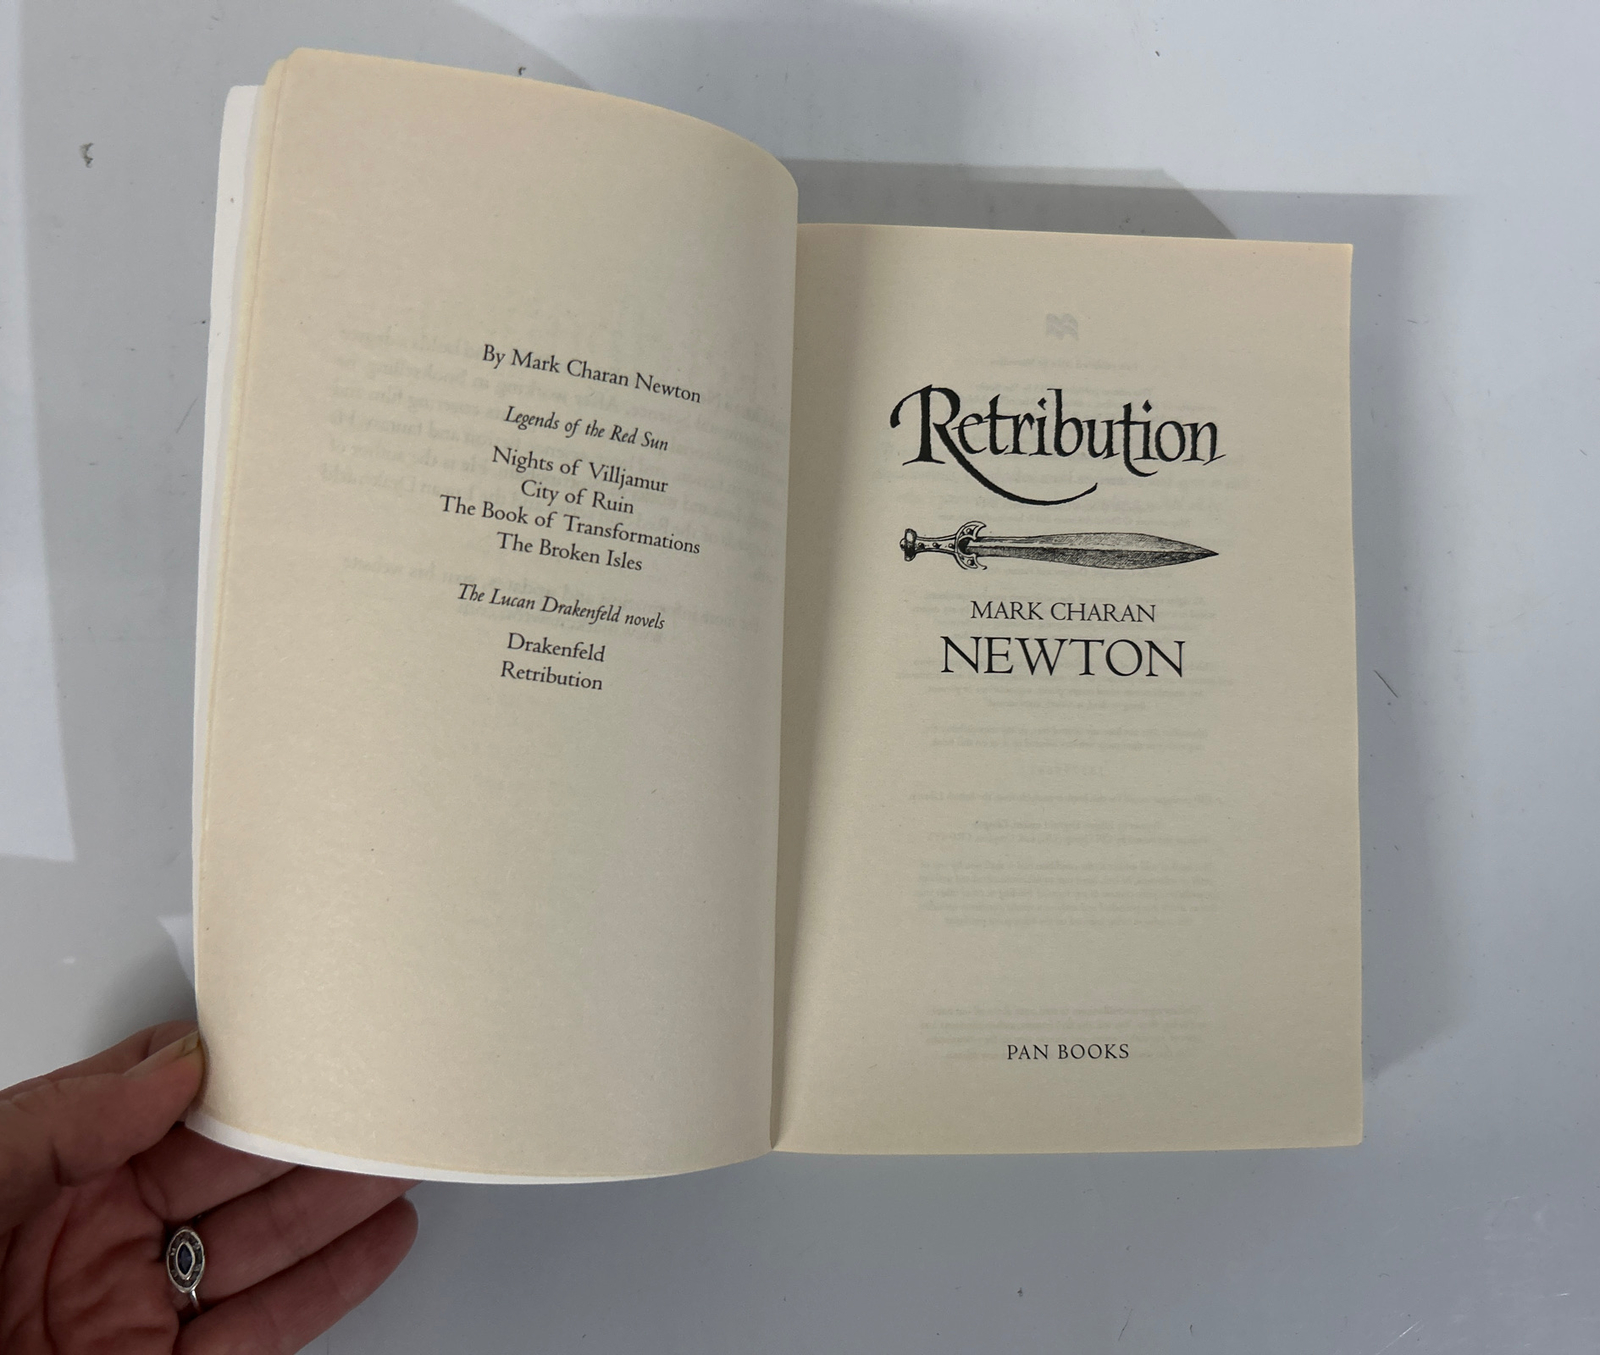 By Mark Charan Newton
Legends of the Red Sun
Nights of Villjamur
City of Ruin
The Book of Transformations
The Broken Isles
The Lucan Drakenfeld novels
Drakenfeld
Retribution
Retribution
MARK CHARAN
NEWTON
PAN BOOKS